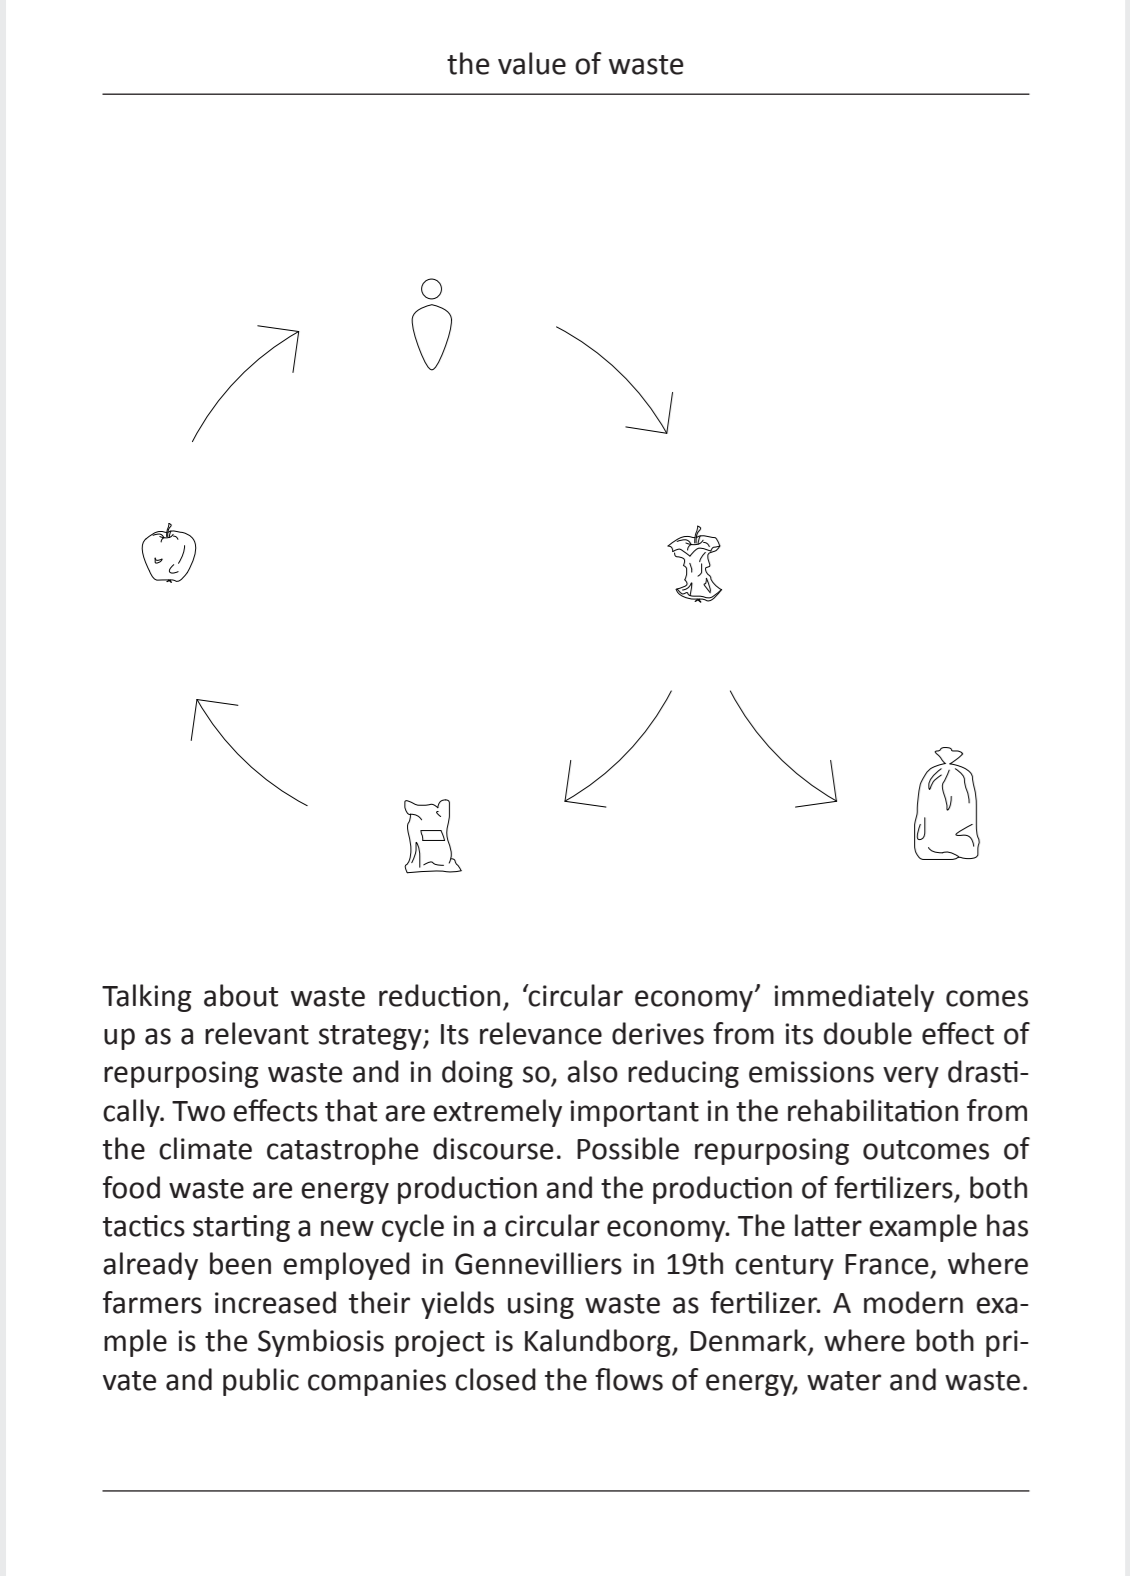 the value of waste
Talking about waste reduction, ‘circular economy’ immediately comes
up as a relevant strategy; Its relevance derives from its double effect of
repurposing waste and in doing so, also reducing emissions very drasti-
cally. Two effects that are extremely important in the rehabilitation from
the climate catastrophe discourse. Possible repurposing outcomes of
food waste are energy production and the production of fertilizers, both
tactics starting a new cycle in a circular economy. The latter example has
already been employed in Gennevilliers in 19th century France, where
farmers increased their yields using waste as fertilizer. A modern exa-
mple is the Symbiosis project is Kalundborg, Denmark, where both pri-
vate and public companies closed the flows of energy, water and waste.